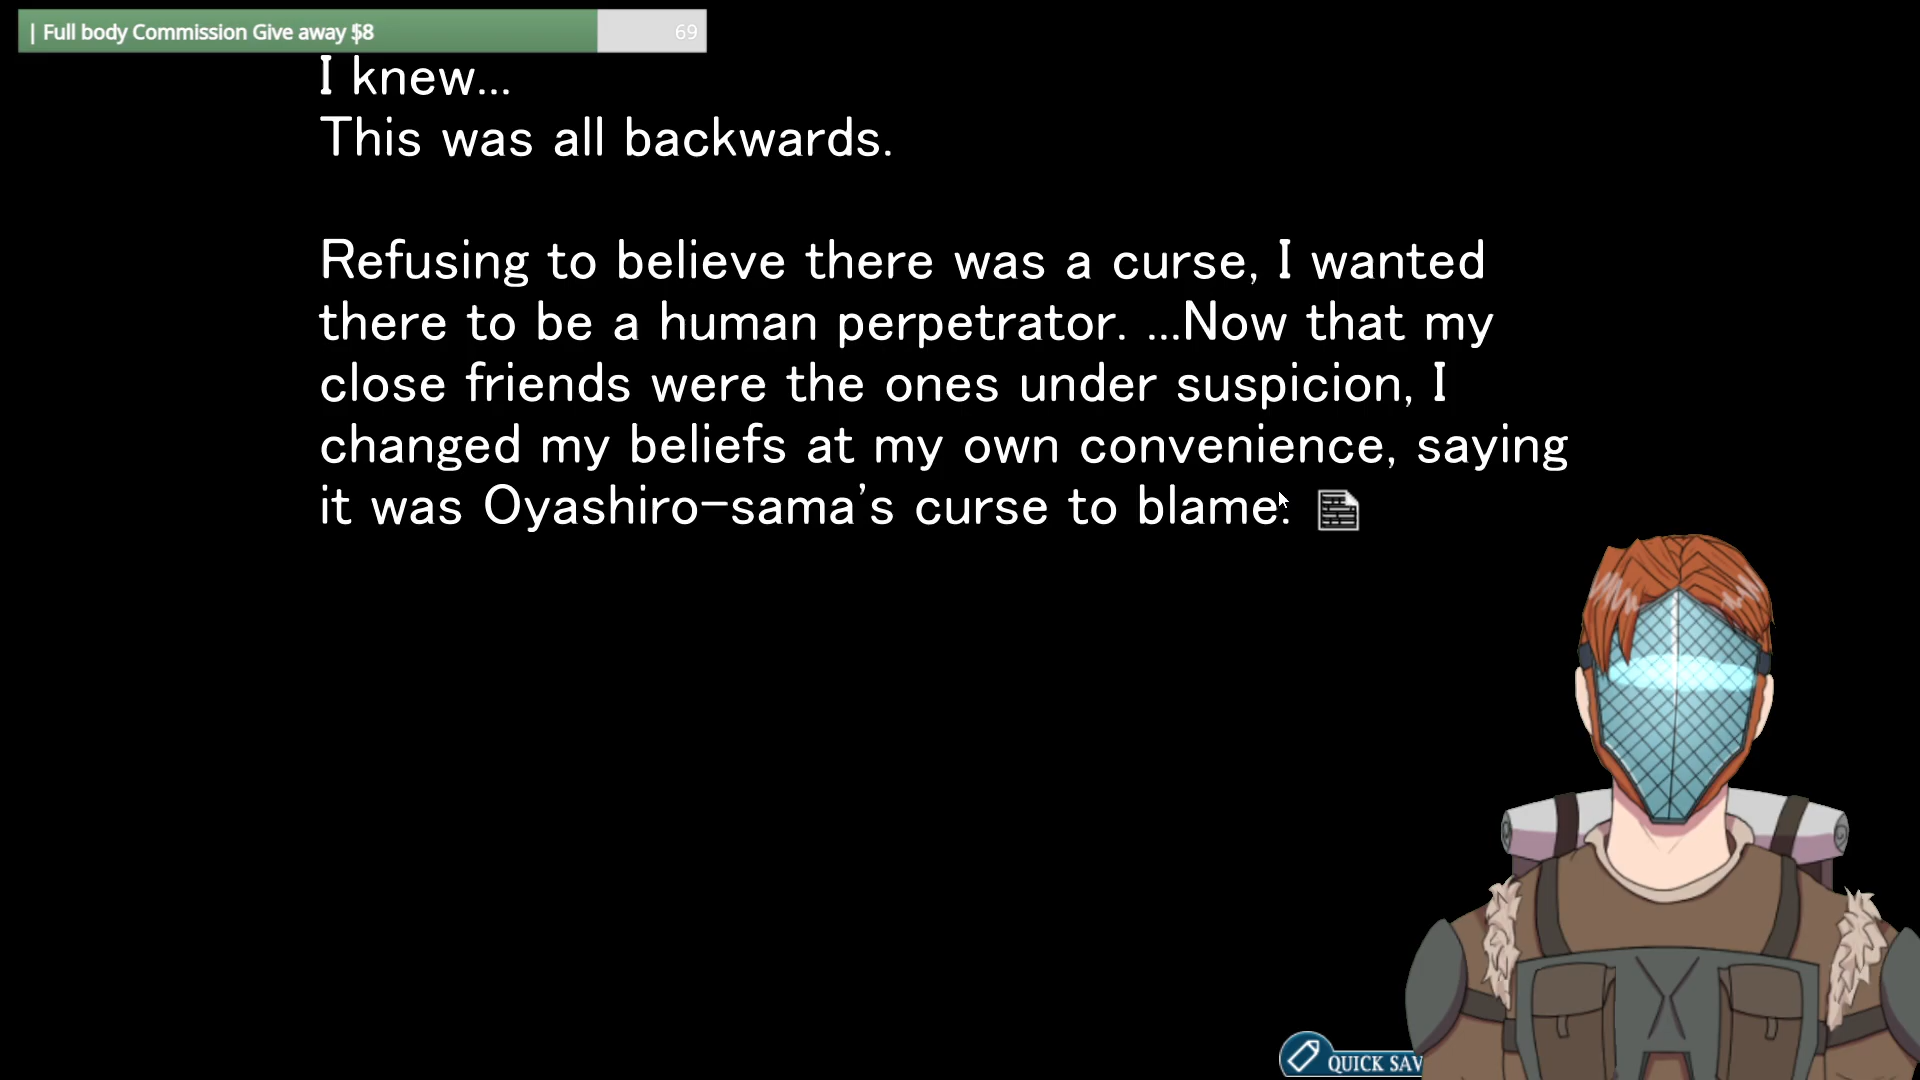 | Full body Commission Give away $8
69
I knew...
This was all backwards.
Refusing to believe there was a curse, I wanted
there to be a human perpetrator. ...Now that my
close friends were the ones under suspicion, I
changed my beliefs at my own convenience, saying
it was Oyashiro-sama's curse to blame.
QUICK SAV